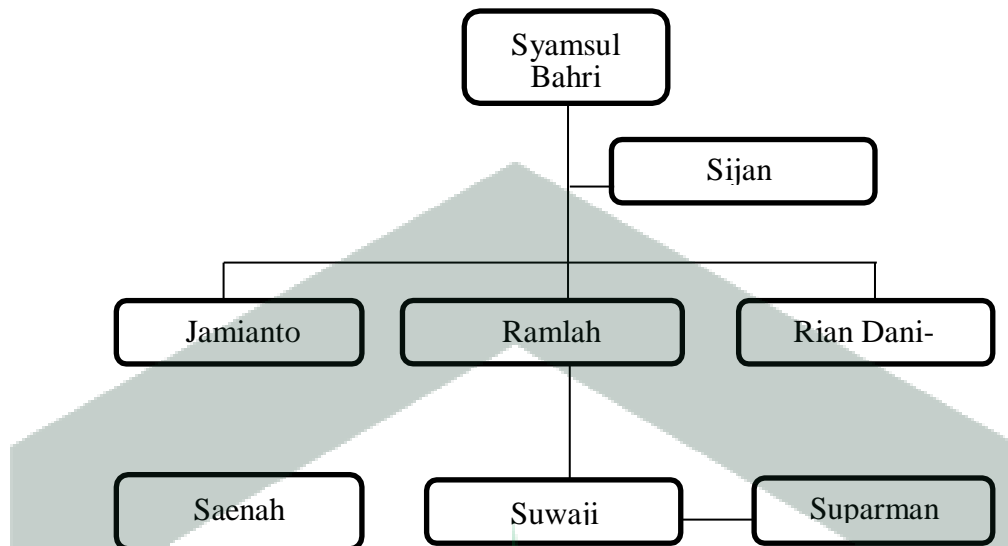 Syamsul
Bahri
Sijan
Jamianto
Ramlah
Rian Dani-
Saenah
Suwaji
Suparman